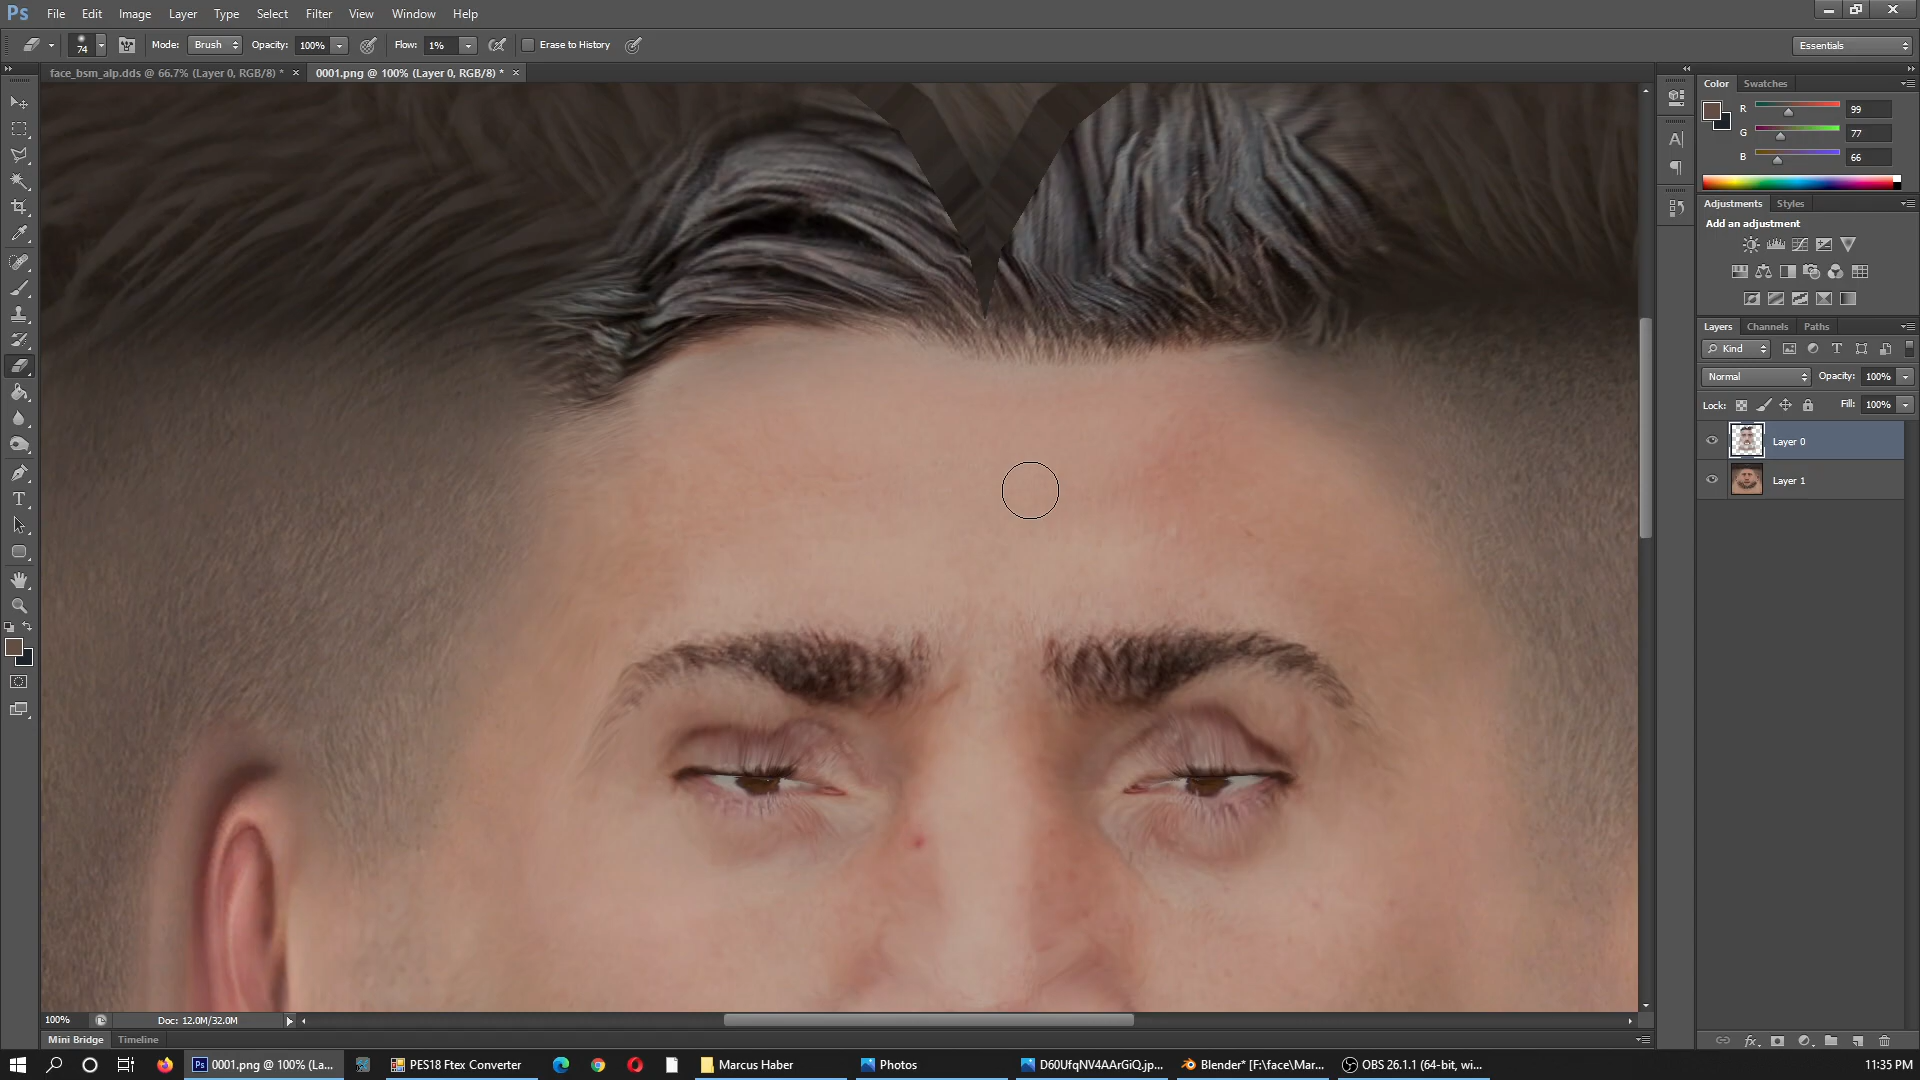 Ps File Edit Image Layer Type Select Filter View Window Help
74 Mode: Brush Opacity: 100% Flow: 1% Erase to History Essentials
face_bsm_alp.dds @ 66.7% (Layer 0, RGB/8) * × 0001.png @ 100% (Layer 0, RGB/8) * ×
Color Swatches
R 99
G 77
B 66
Adjustments Styles
Add an adjustment
Layers Channels Paths
Kind
Normal Opacity: 100%
Lock: Fill: 100%
Layer 0
Layer 1
100% Doc: 12.0M/32.0M
Mini Bridge Timeline
0001.png @ 100% (La... PES18 Ftex Converter Marcus Haber Photos D60UfqNV4AArGiQ.jp... Blender* [F:\face\Mar... OBS 26.1.1 (64-bit, wi... 11:35 PM